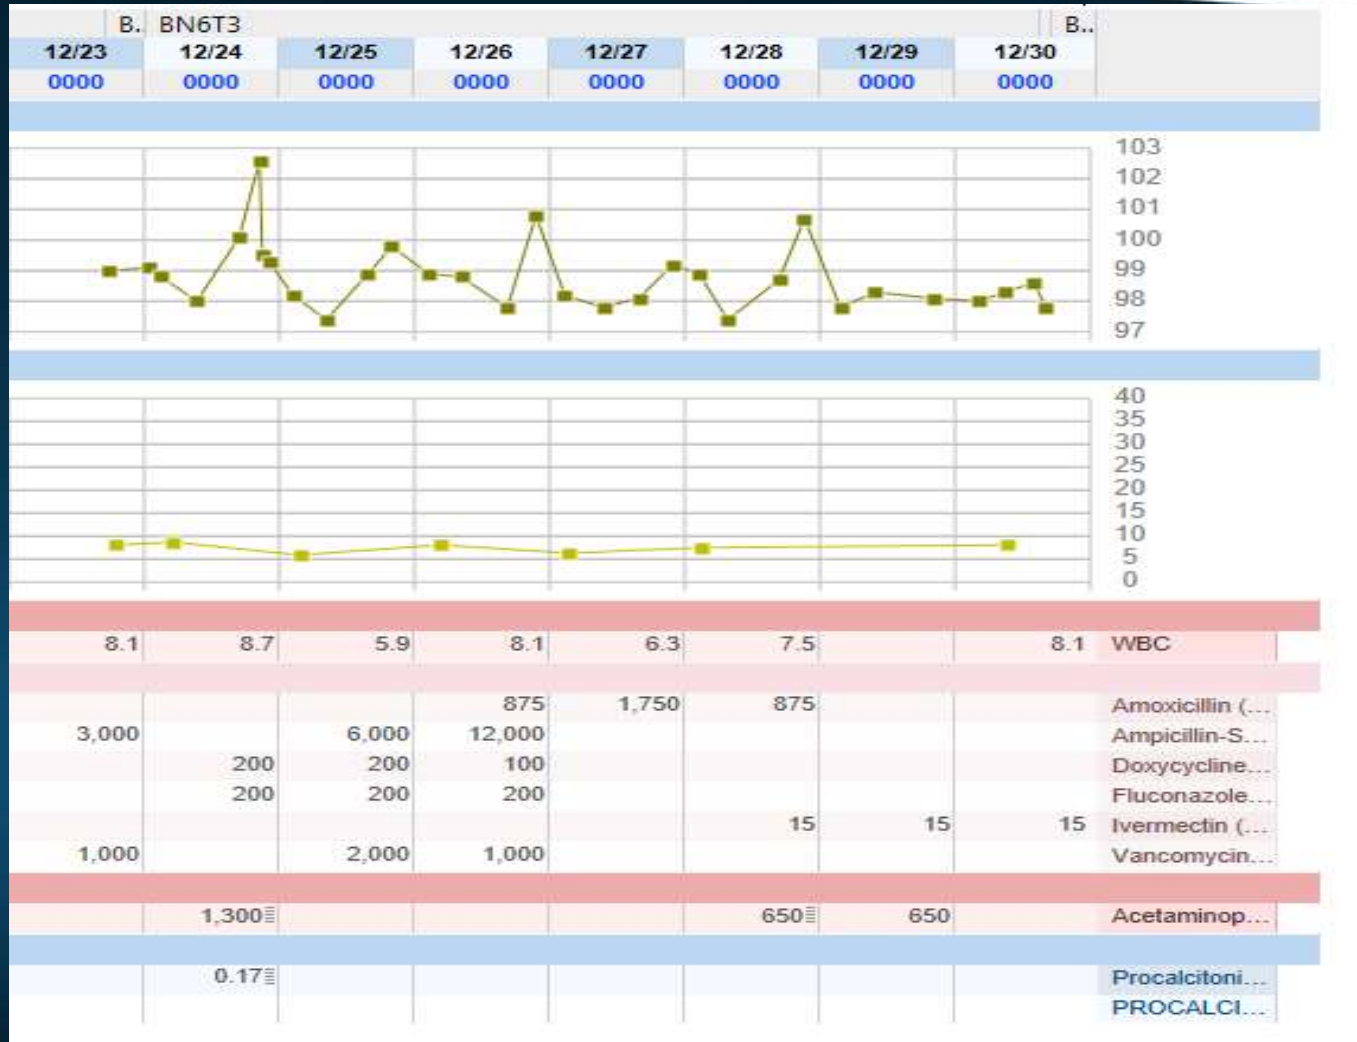 B.. BN6T3 B..
12/23 12/24 12/25 12/26 12/27 12/28 12/29 12/30
0000 0000 0000 0000 0000 0000 0000 0000
103
102
101
100
99
98
97
40
35
30
25
20
15
10
5
0
8.1 8.7 5.9 8.1 6.3 7.5 8.1 WBC
875 1,750 875 Amoxicillin (...
3,000 6,000 12,000 Ampicillin-S...
200 200 100 Doxycycline...
200 200 200 Fluconazole...
15 15 15 Ivermectin (...
1,000 2,000 1,000 Vancomycin...
1,300 650 650 Acetaminop...
0.17 Procalcitoni...
PROCALCI...